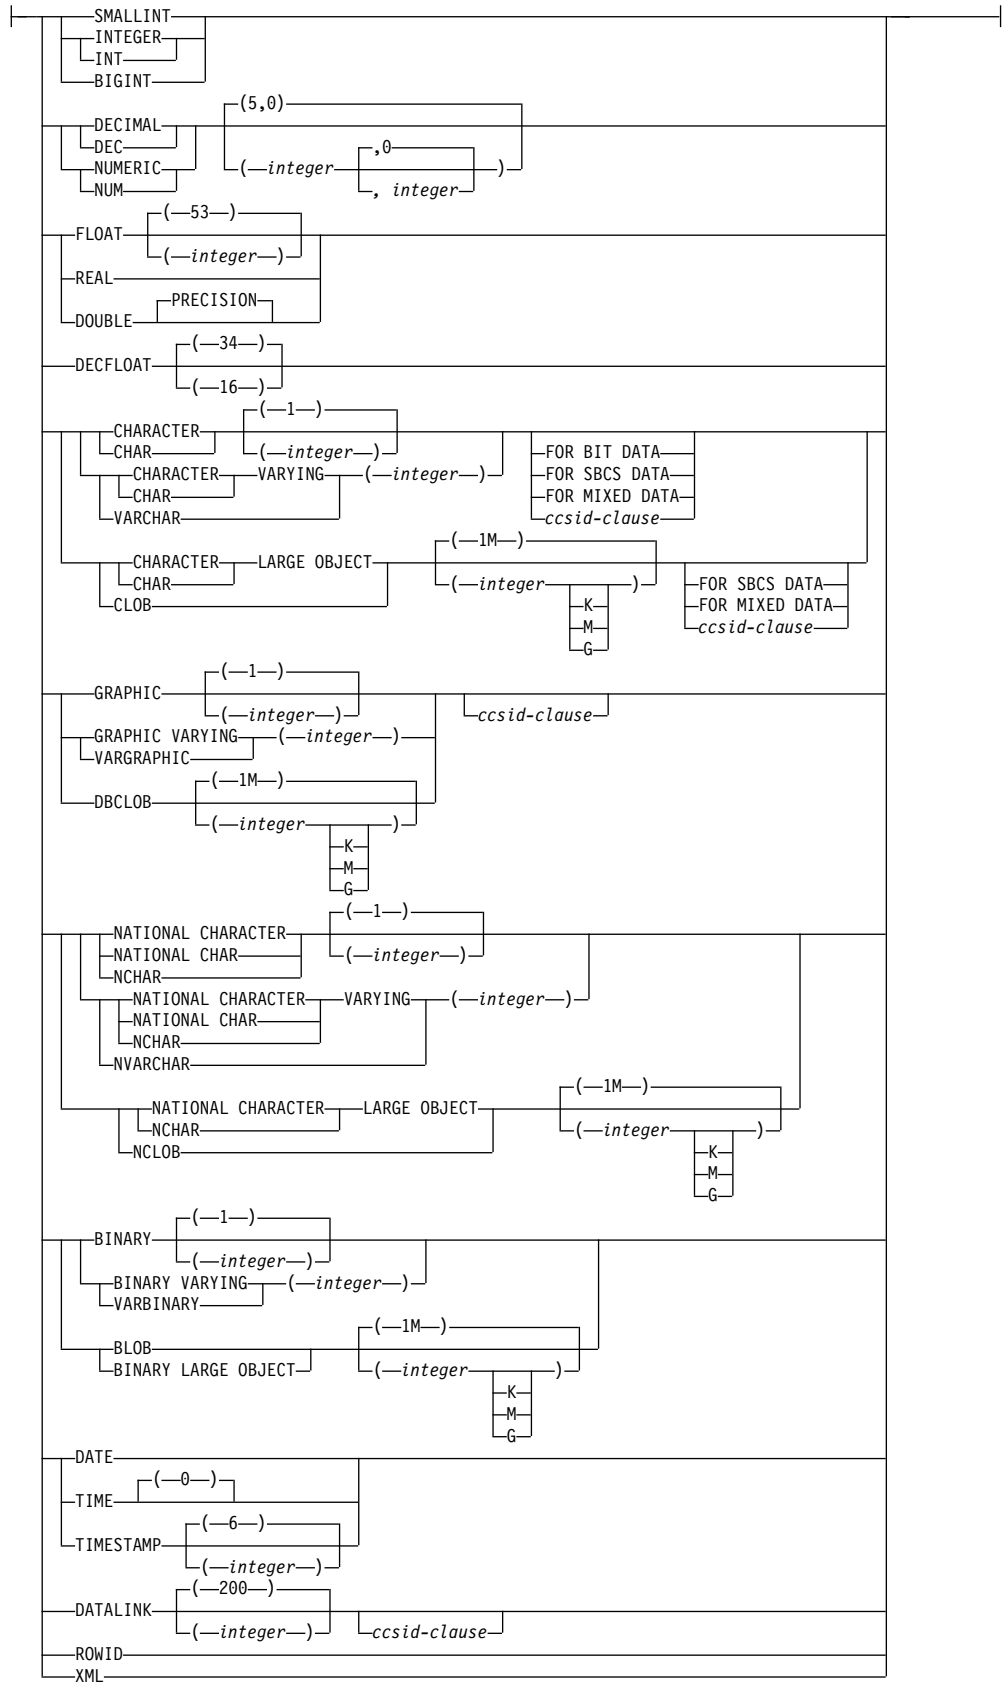 SMALLINT
INTEGER
INT
BIGINT
(5,0)
DECIMAL
DEC ,0
( integer )
NUMERIC
NUM , integer
( 53 )
FLOAT
( integer )
REAL
PRECISION
DOUBLE
( 34 )
DECFLOAT
( 16 )
( 1 )
CHARACTER
CHAR ( integer ) FOR BIT DATA
CHARACTER VARYING ( integer ) FOR SBCS DATA
CHAR FOR MIXED DATA
VARCHAR ccsid-clause
( 1M )
CHARACTER LARGE OBJECT
CHAR ( integer ) FOR SBCS DATA
CLOB K FOR MIXED DATA
M ccsid-clause
G
( 1 )
GRAPHIC
( integer ) ccsid-clause
GRAPHIC VARYING ( integer )
VARGRAPHIC
( 1M )
DBCLOB
( integer )
K
M
G
( 1 )
NATIONAL CHARACTER
NATIONAL CHAR ( integer )
NCHAR
NATIONAL CHARACTER VARYING ( integer )
NATIONAL CHAR
NCHAR
NVARCHAR
( 1M )
NATIONAL CHARACTER LARGE OBJECT
NCHAR ( integer )
NCLOB K
M
G
( 1 )
BINARY
( integer )
BINARY VARYING ( integer )
VARBINARY
( 1M )
BLOB
BINARY LARGE OBJECT ( integer )
K
M
G
DATE
( 0 )
TIME
( 6 )
TIMESTAMP
( integer )
( 200 )
DATALINK
( integer ) ccsid-clause
ROWID
XML